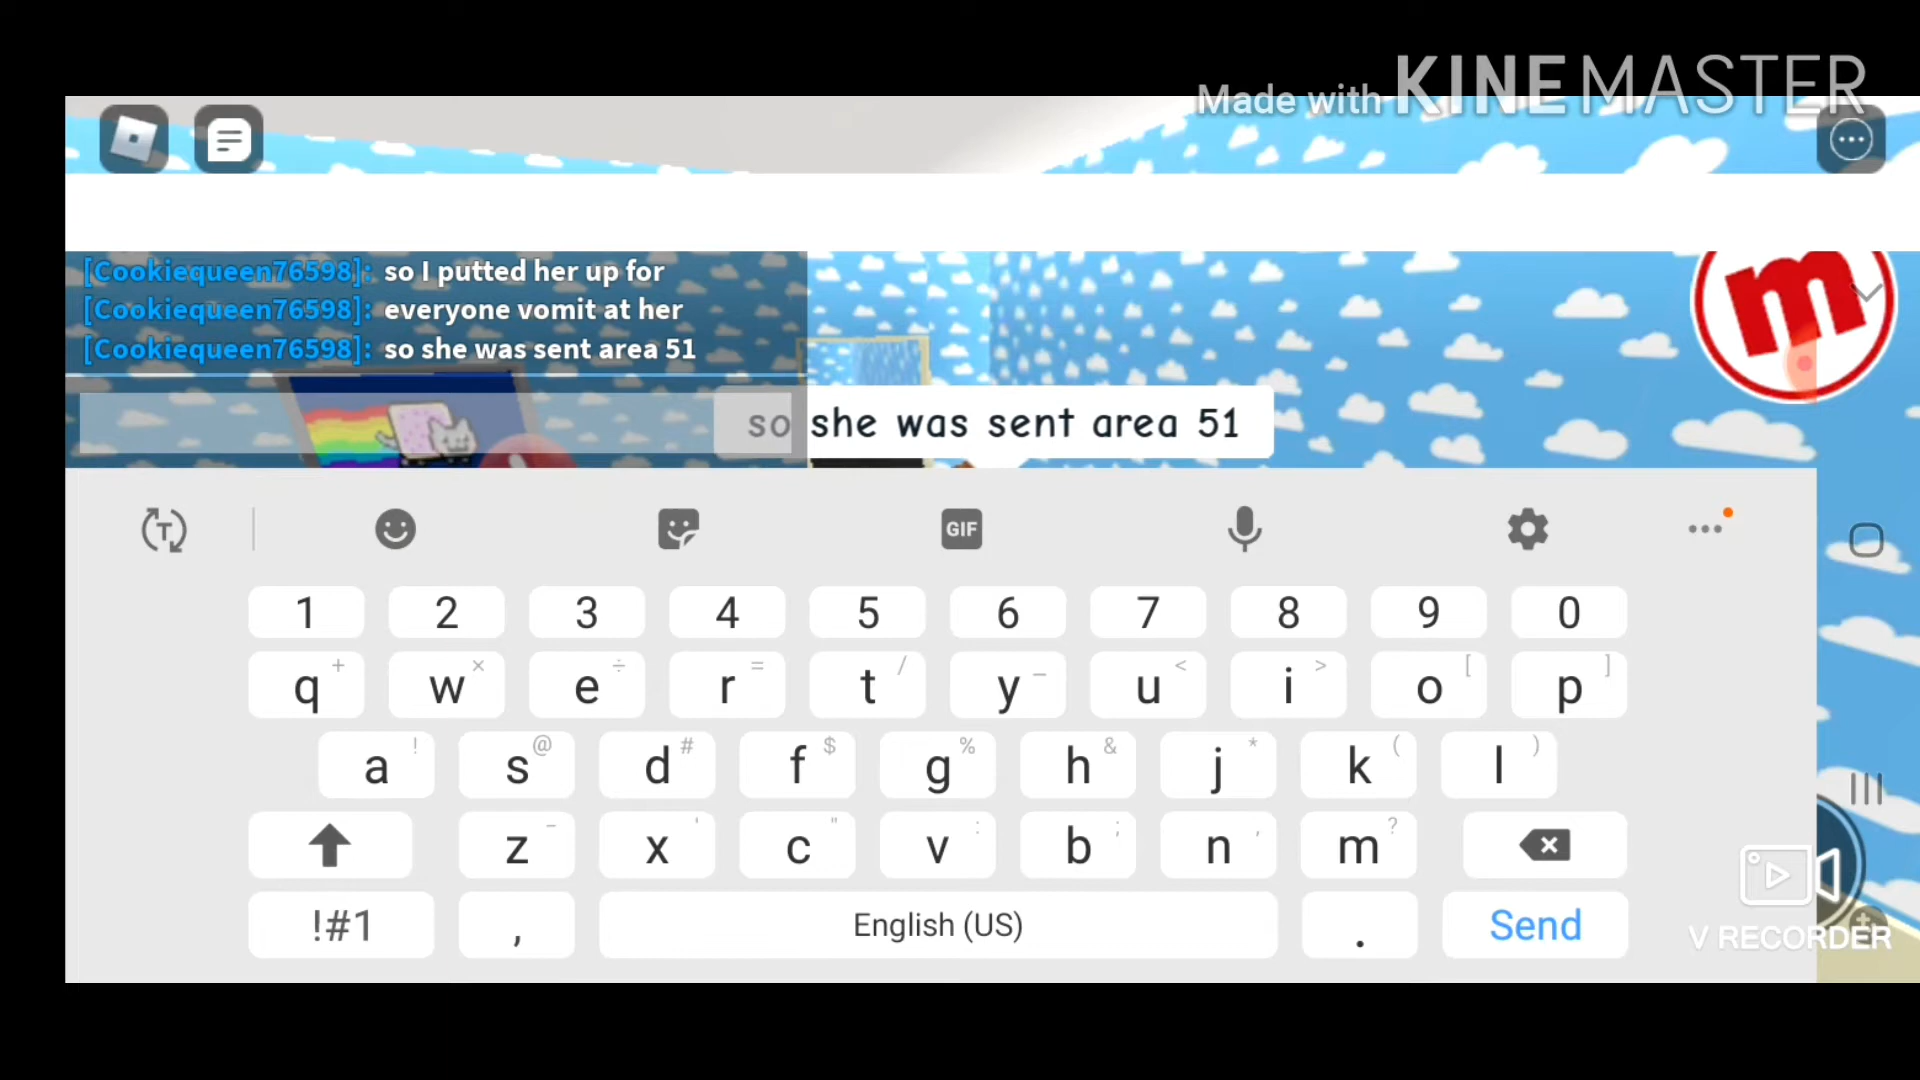 Made with KINEMASTER
m
[Cookiequeen76598]: so I putted her up for
[Cookiequeen76598]: everyone vomit at her
[Cookiequeen76598]: so she was sent area 51
so she was sent area 51
T
GIF
1 2 3 4 5 6 7 8 9 0
q + w × e ÷ r = t / y _ u < i > o [ p ]
a ! s @ d # f $ g % h & j * k ( l )
z - x ' c " v : b ; n , m ?
!#1 , English (US) . Send
V RECORDER